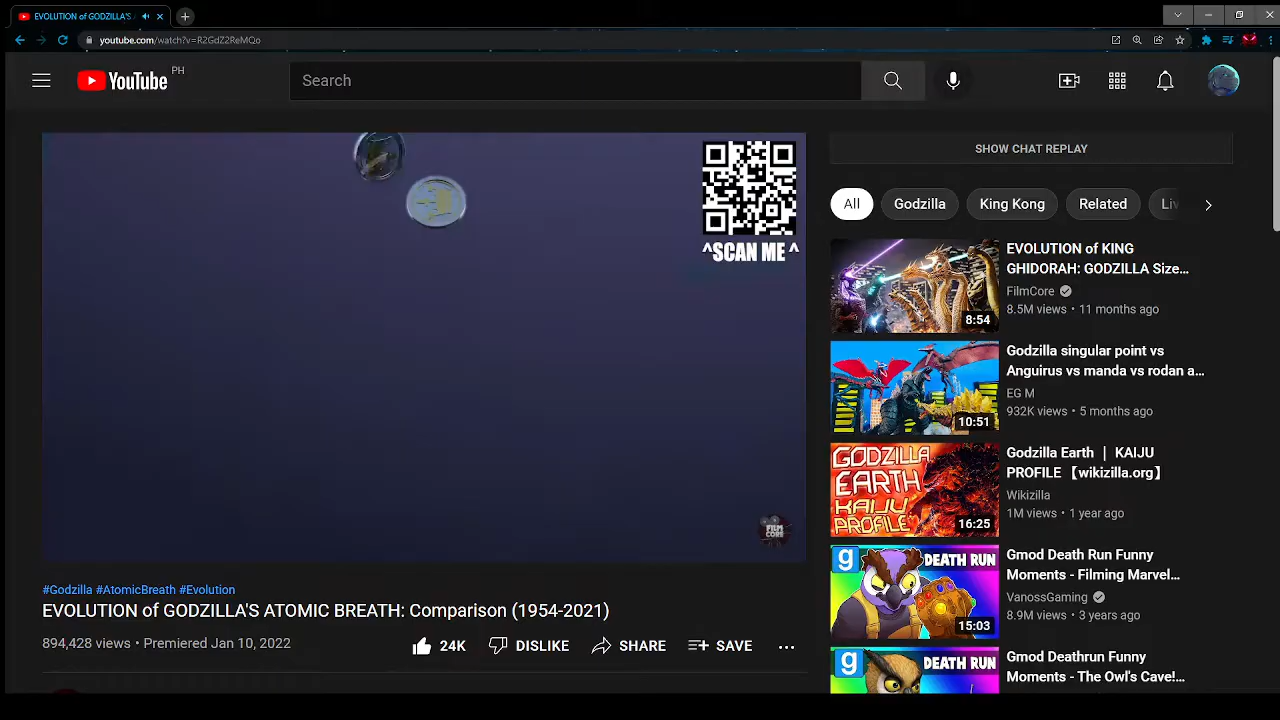 EVOLUTION of GODZILLA'S
youtube.com/watch?v=R2GdZ2ReMQo
YouTube PH
Search
^SCAN ME ^
FILM
CORE
#Godzilla #AtomicBreath #Evolution
EVOLUTION of GODZILLA'S ATOMIC BREATH: Comparison (1954-2021)
894,428 views • Premiered Jan 10, 2022
24K DISLIKE SHARE SAVE
SHOW CHAT REPLAY
All Godzilla King Kong Related Liv
EVOLUTION of KING
GHIDORAH: GODZILLA Size...
FilmCore
8.5M views • 11 months ago
8:54
Godzilla singular point vs
Anguirus vs manda vs rodan a...
EG M
932K views • 5 months ago
10:51
GODZILLA
EARTH
KAIJU
PROFILE
16:25
Godzilla Earth | KAIJU
PROFILE【wikizilla.org】
Wikizilla
1M views • 1 year ago
g DEATH RUN
15:03
Gmod Death Run Funny
Moments - Filming Marvel...
VanossGaming
8.9M views • 3 years ago
g DEATH RUN
Gmod Deathrun Funny
Moments - The Owl's Cave!...